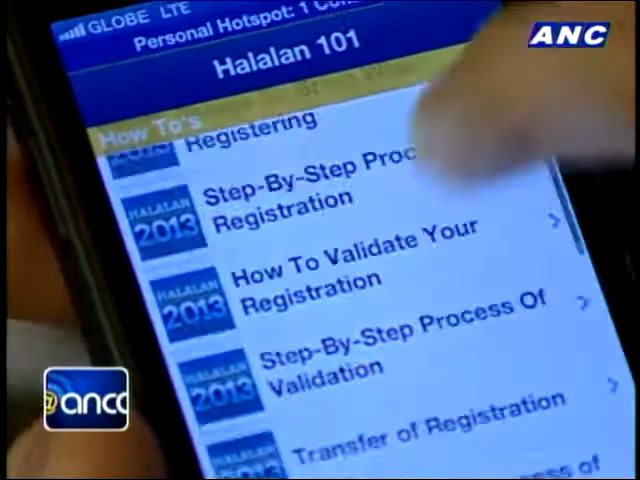 GLOBE LTE
ANC
Personal Hotspot: 1
Halalan 101
How To's
Registering
2013
Step-By-Step Proc
Registration
HALALAN
2013
How To Validate Your
Registration
HALALAN
2013
Step-By-Step Process Of
Validation
HALALAN
2013
@anc
Transfer of Registration
HALALAN
2013